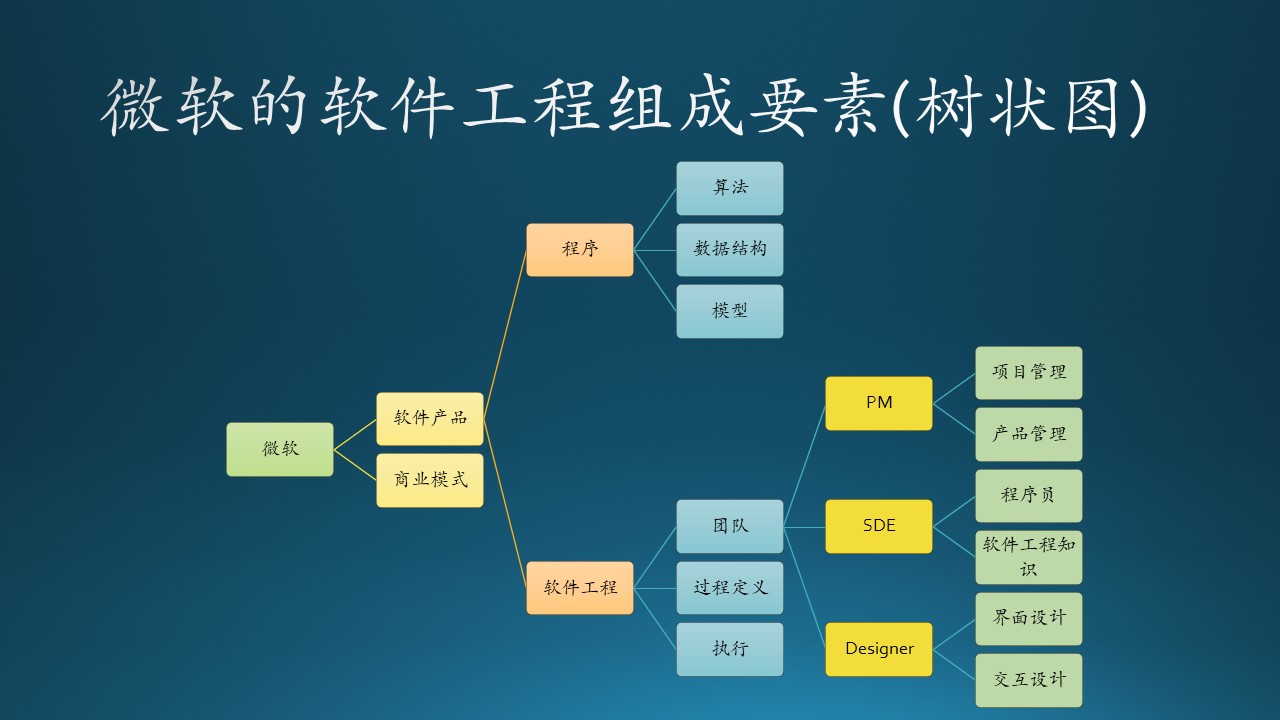 微软的软件工程组成要素(树状图)
微软
软件产品
商业模式
程序
算法
数据结构
模型
软件工程
团队
过程定义
执行
PM
项目管理
产品管理
SDE
程序员
软件工程知
识
Designer
界面设计
交互设计